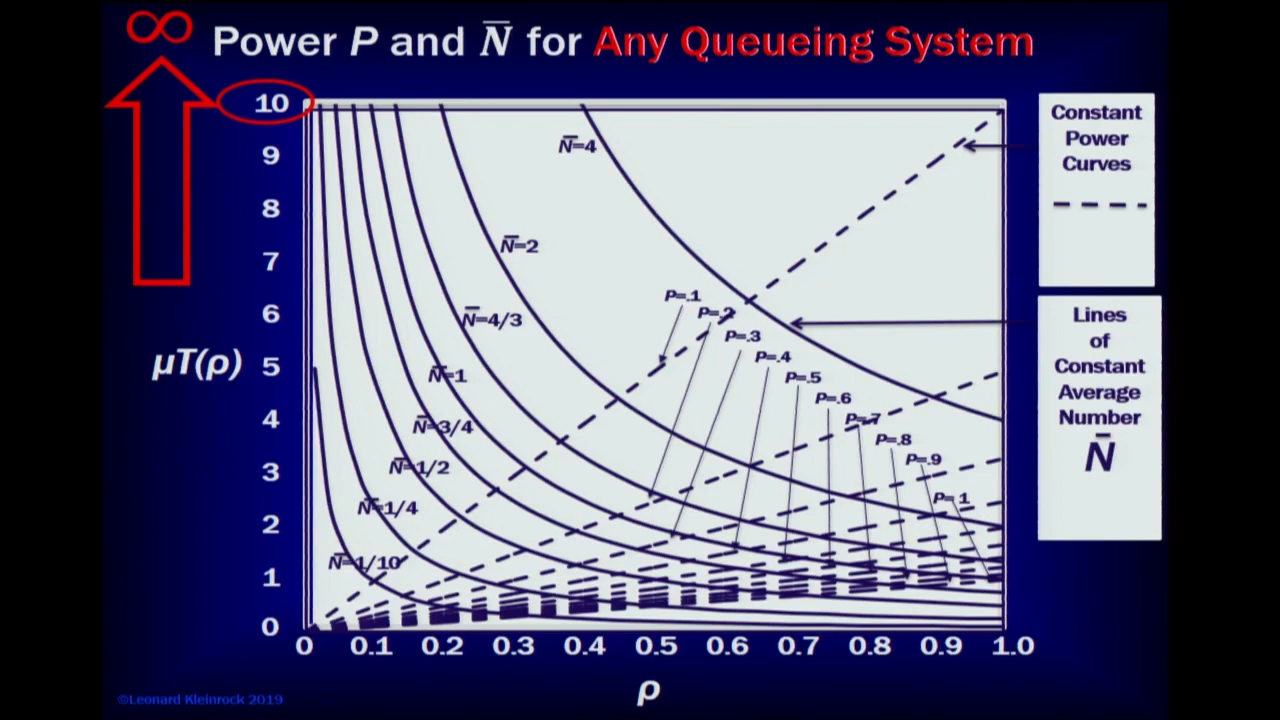 ∞
Power P and N̅ for Any Queueing System
10
9
8
7
6
5
4
3
2
1
0
μT(ρ)
N̅=4
N̅=2
N̅=4/3
N̅=1
N̅=3/4
N̅=1/2
N̅=1/4
N̅=1/10
P=.1
P=.2
P=.3
P=.4
P=.5
P=.6
P=.7
P=.8
P=.9
P=1
0 0.1 0.2 0.3 0.4 0.5 0.6 0.7 0.8 0.9 1.0
ρ
Constant
Power
Curves
Lines
of
Constant
Average
Number
N̅
©Leonard Kleinrock 2019